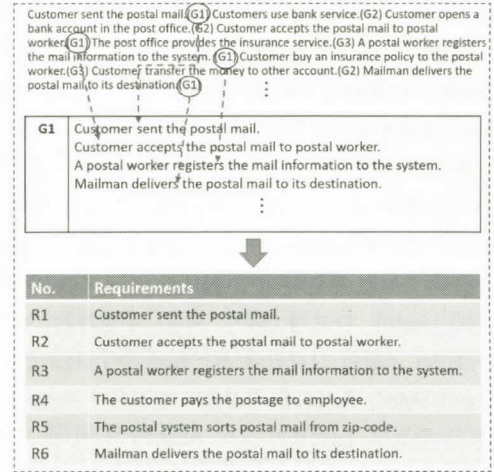 Customer sent the postal mail.(G1) Customers use bank service.(G2) Customer opens a
bank account in the post office.(G2) Customer accepts the postal mail to postal
worker.(G1) The post office provides the insurance service.(G3) A postal worker registers
the mail information to the system. (G1) Customer buy an insurance policy to the postal
worker.(G3) Customer transfer the money to other account.(G2) Mailman delivers the
postal mail to its destination.(G1)
G1 Customer sent the postal mail.
Customer accepts the postal mail to postal worker.
A postal worker registers the mail information to the system.
Mailman delivers the postal mail to its destination.
No. Requirements
R1 Customer sent the postal mail.
R2 Customer accepts the postal mail to postal worker.
R3 A postal worker registers the mail information to the system.
R4 The customer pays the postage to employee.
R5 The postal system sorts postal mail from zip-code.
R6 Mailman delivers the postal mail to its destination.